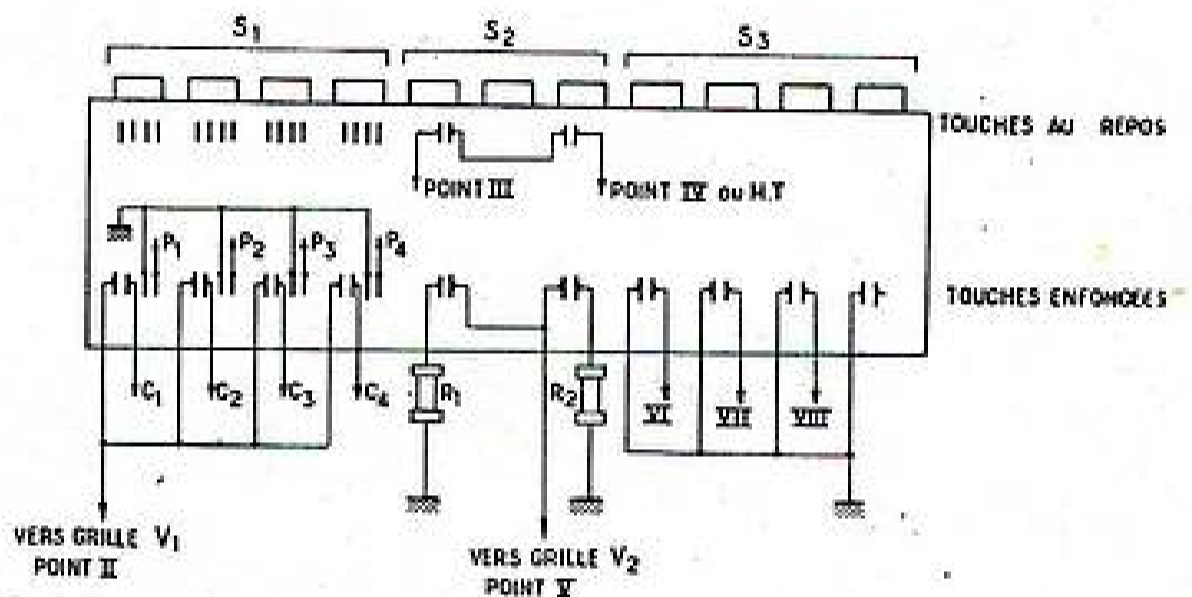 S1 S2 S3
TOUCHES AU REPOS
POINT III
POINT IV ou H.T
P1 P2 P3 P4
TOUCHES ENFONCÉES
C1 C2 C3 C4 R1 R2 VI VII VIII
VERS GRILLE V1
POINT II
VERS GRILLE V2
POINT V